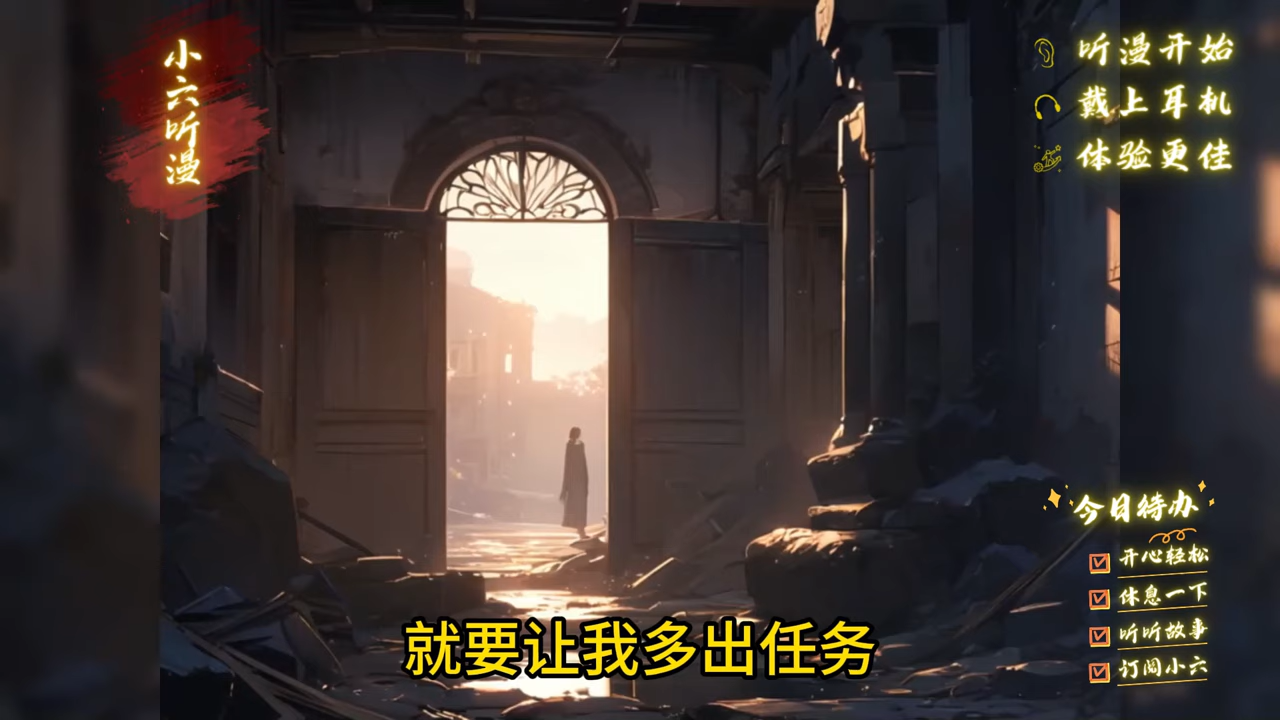 小六听漫
听漫开始
戴上耳机
体验更佳
今日待办
开心轻松
休息一下
听听故事
订阅小六
就要让我多出任务